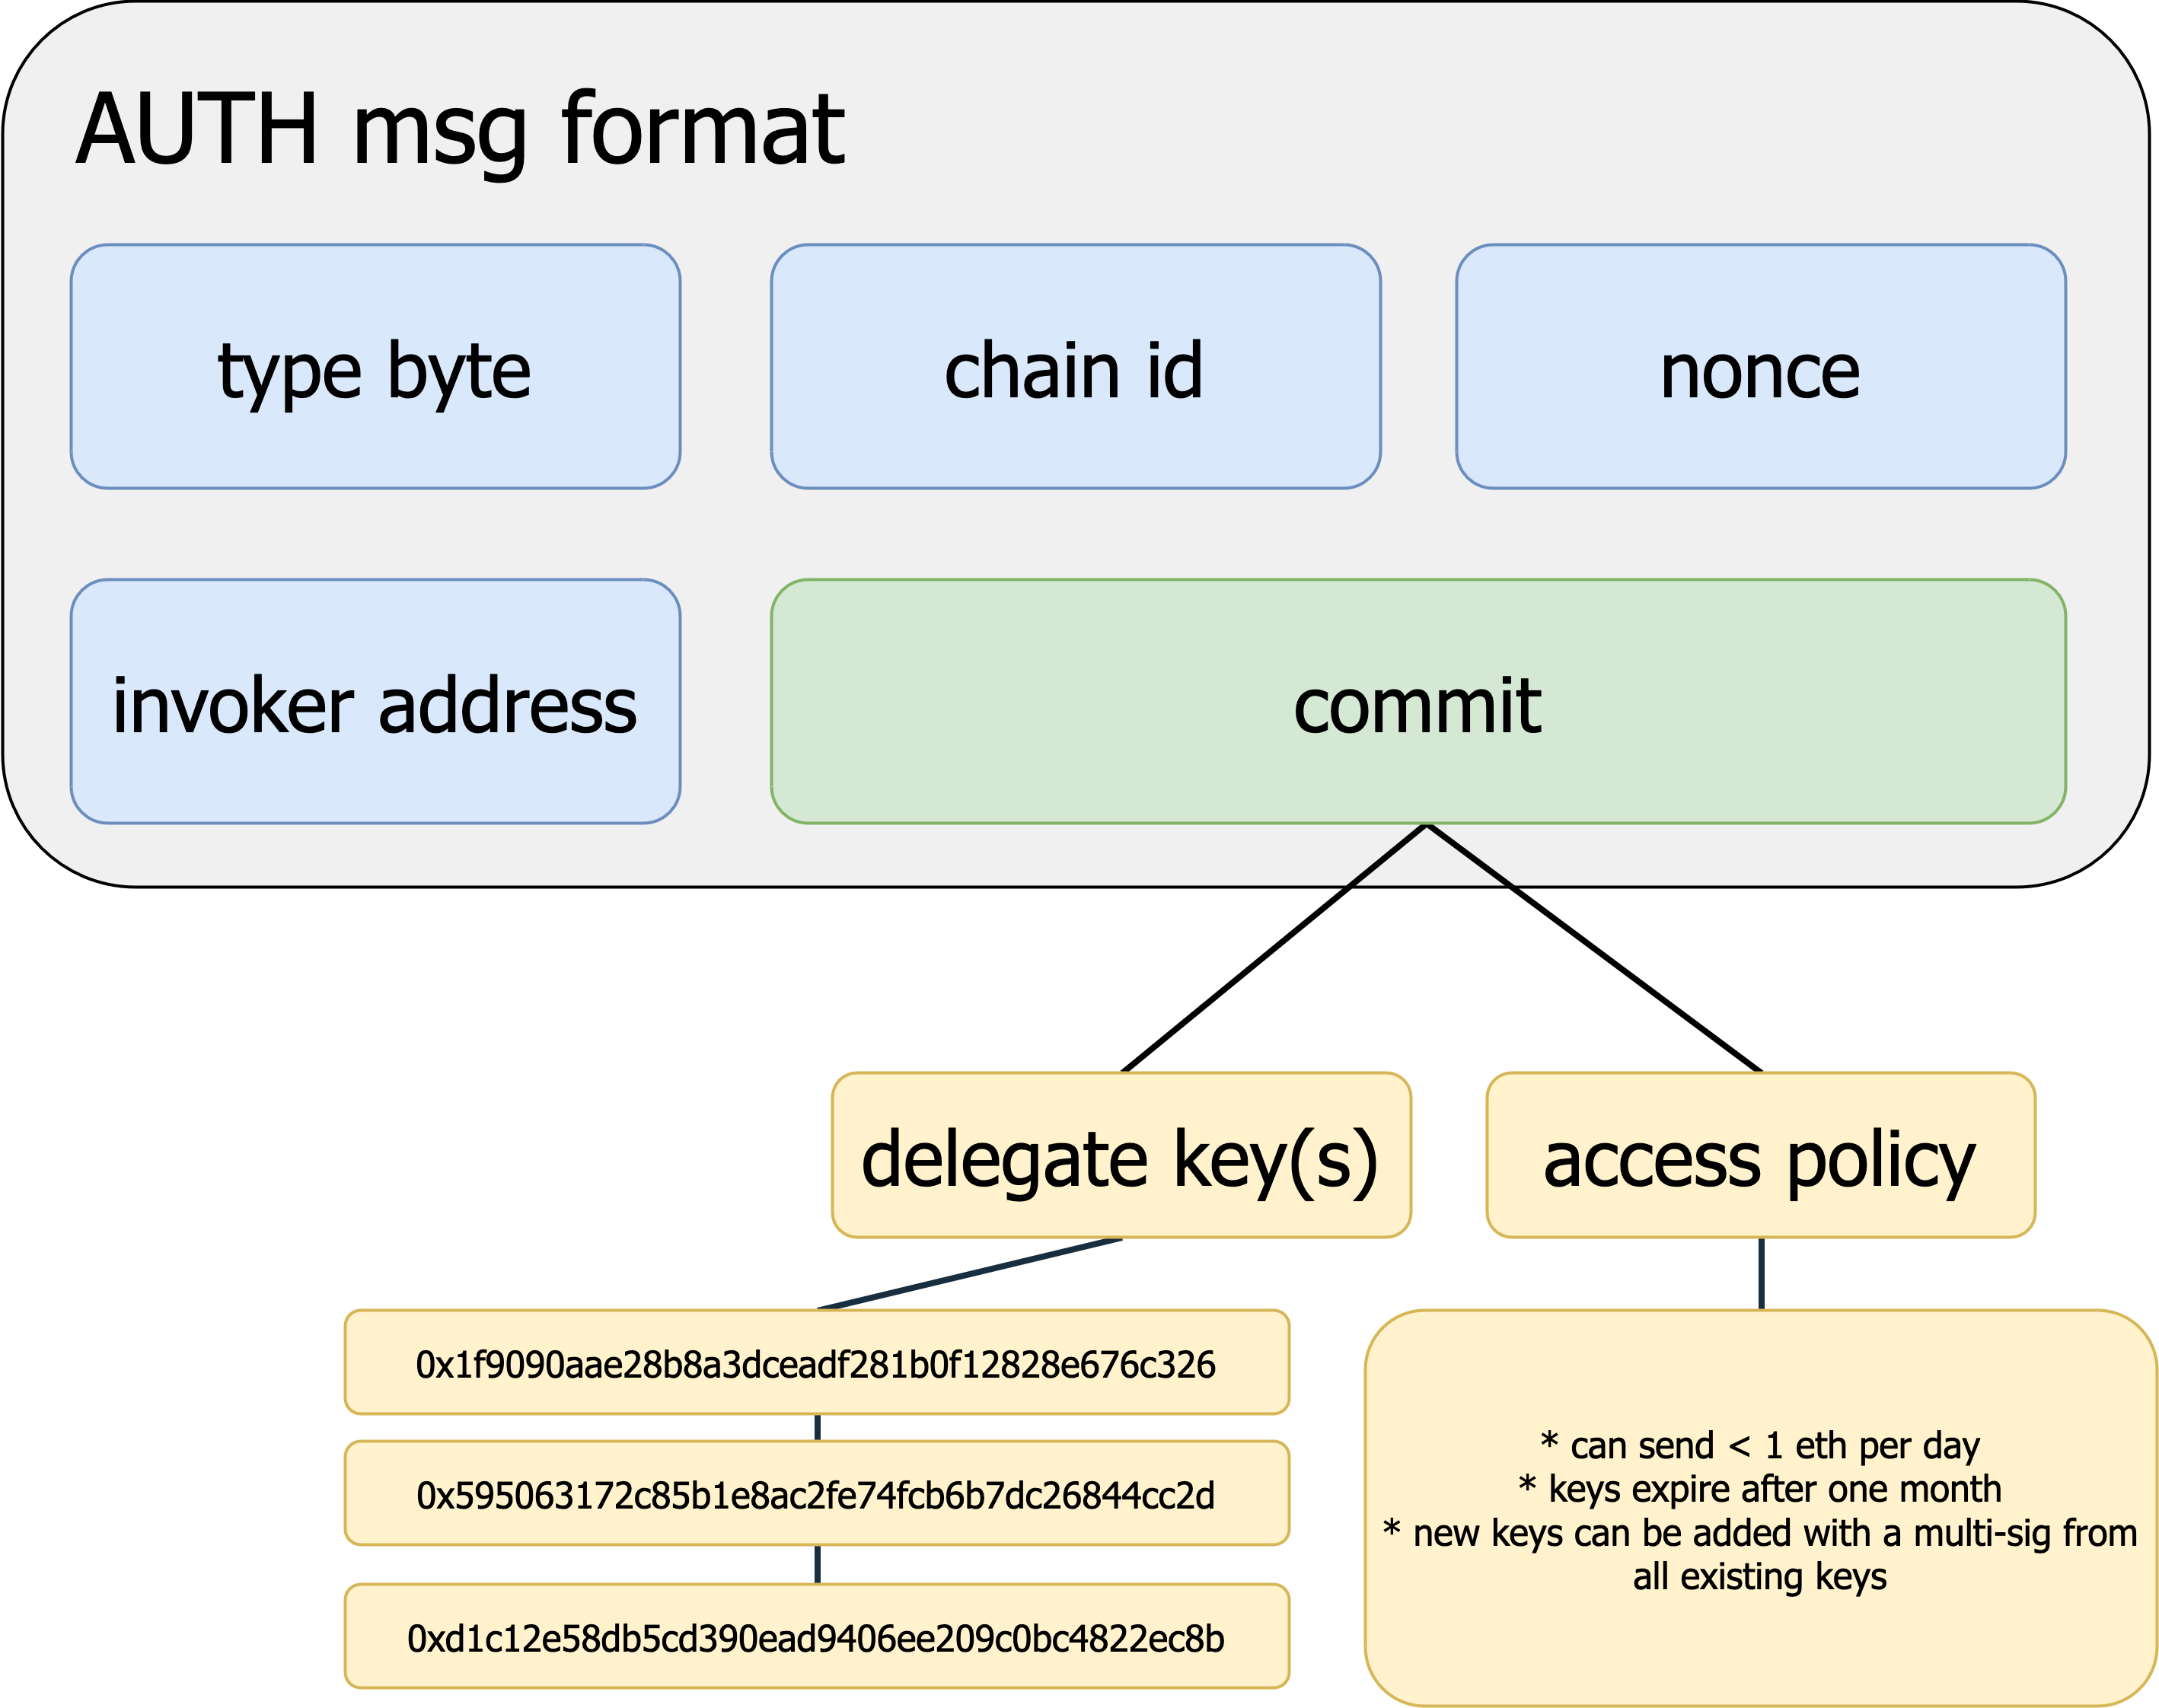 AUTH msg format
type byte
chain id
nonce
invoker address
commit
delegate key(s)
access policy
0x1f9090aae28b8a3dceadf281b0f12828e676c326
0x595063172c85b1e8ac2fe74fcb6b7dc26844cc2d
0xd1c12e58db5cd390ead9406ee209c0bc4822ec8b
* can send < 1 eth per day
* keys expire after one month
* new keys can be added with a multi-sig from
all existing keys